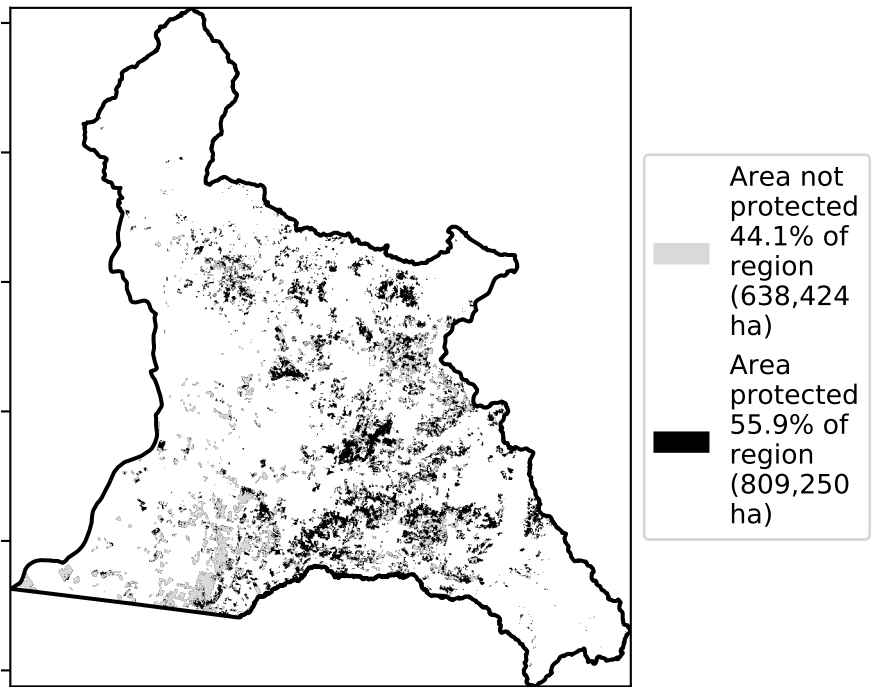 Area not
protected
44.1% of
region
(638,424
ha)
Area
protected
55.9% of
region
(809,250
ha)